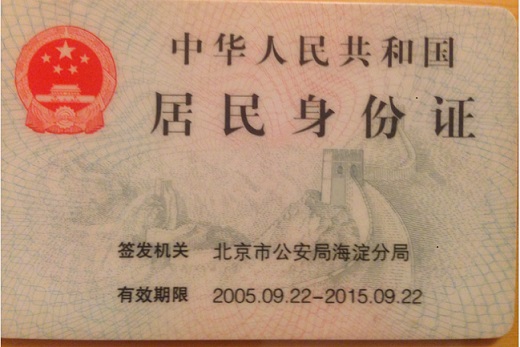 中华人民共和国
居民身份证
签发机关 北京市公安局海淀分局
有效期限 2005.09.22-2015.09.22